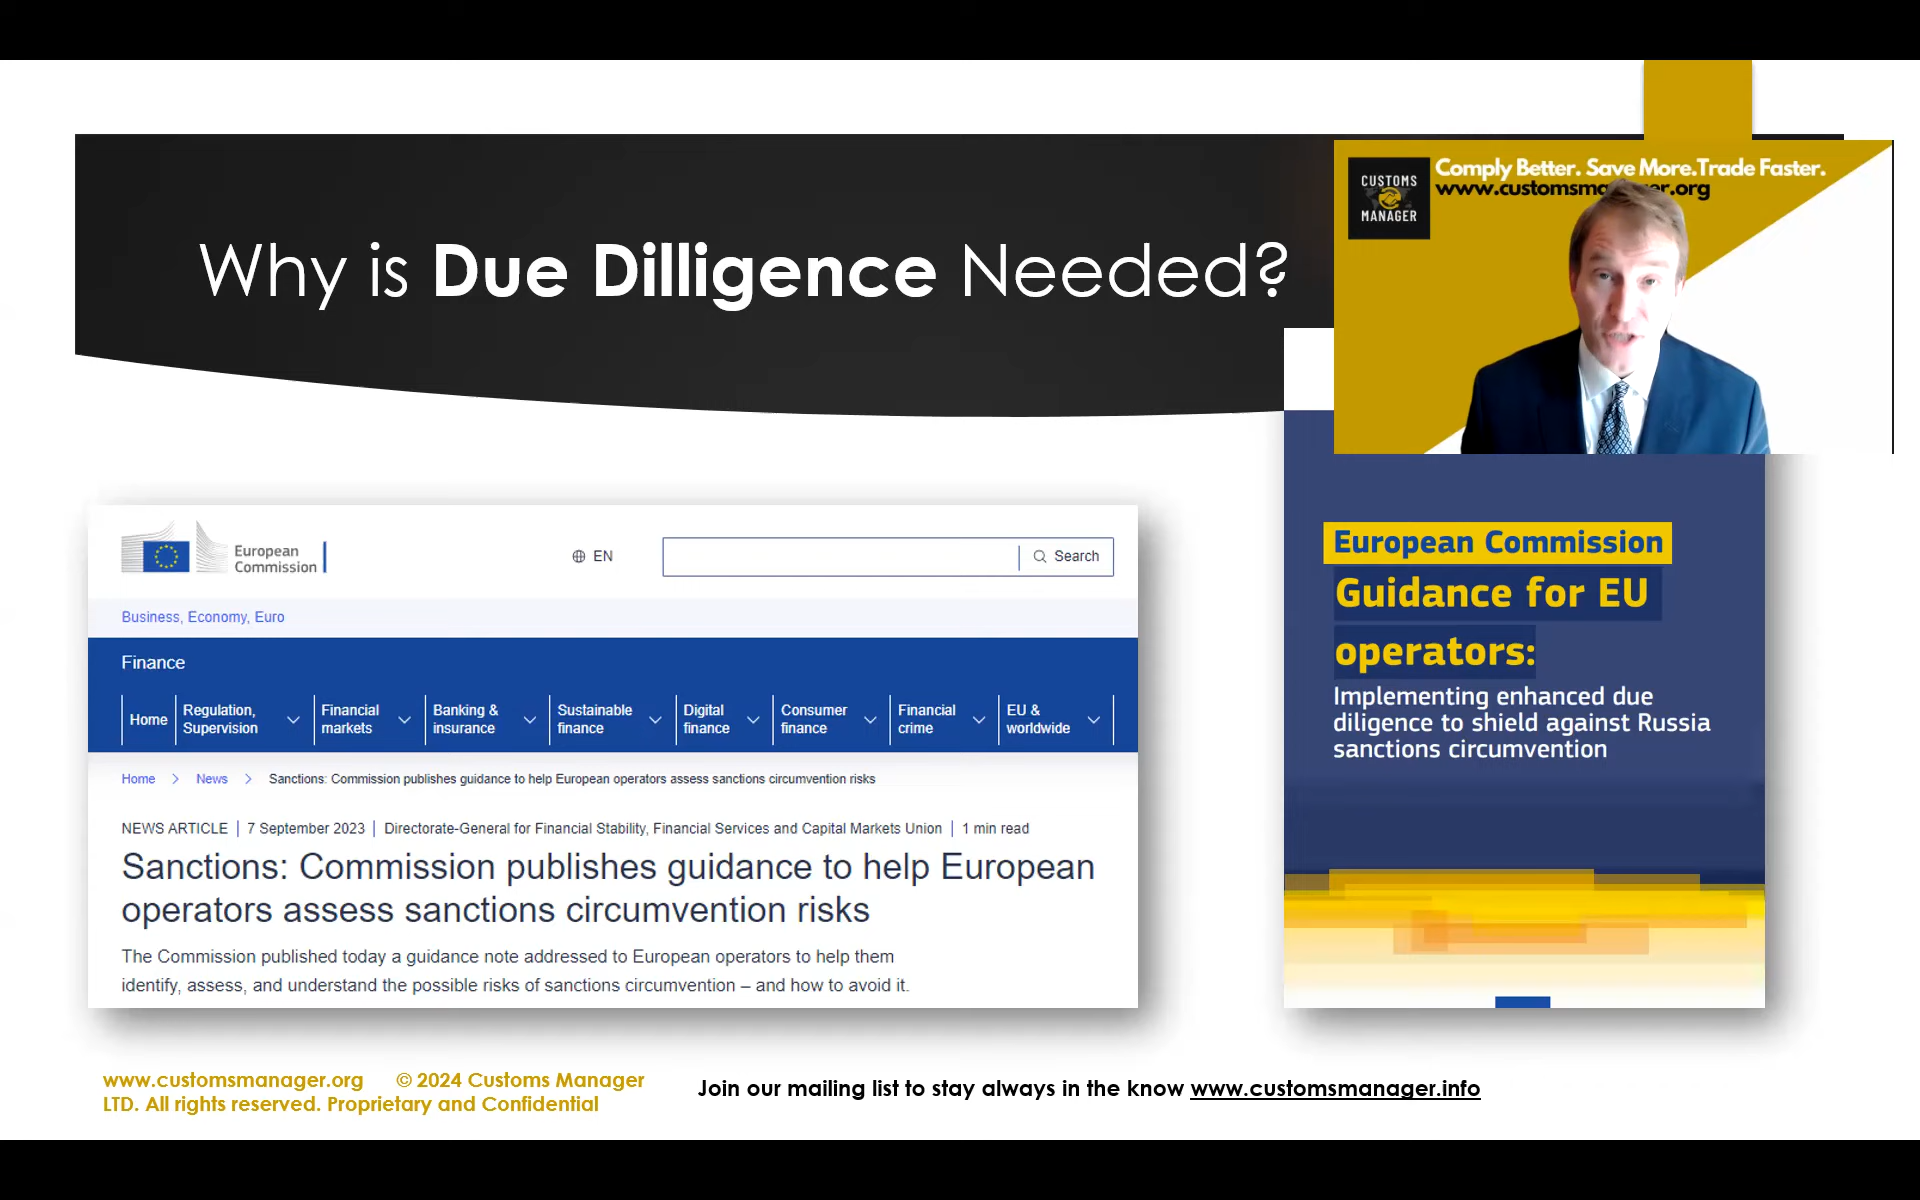 Comply Better. Save More.Trade Faster.
www.customsma er.org
CUSTOMS
MANAGER
Why is Due Dilligence Needed?
European
Commission
EN
Search
Business, Economy, Euro
Finance
Home
Regulation,
Supervision
Financial
markets
Banking &
insurance
Sustainable
finance
Digital
finance
Consumer
finance
Financial
crime
EU &
worldwide
Home > News > Sanctions: Commission publishes guidance to help European operators assess sanctions circumvention risks
NEWS ARTICLE | 7 September 2023 | Directorate-General for Financial Stability, Financial Services and Capital Markets Union | 1 min read
Sanctions: Commission publishes guidance to help European
operators assess sanctions circumvention risks
The Commission published today a guidance note addressed to European operators to help them
identify, assess, and understand the possible risks of sanctions circumvention – and how to avoid it.
European Commission
Guidance for EU
operators:
Implementing enhanced due
diligence to shield against Russia
sanctions circumvention
www.customsmanager.org © 2024 Customs Manager
LTD. All rights reserved. Proprietary and Confidential
Join our mailing list to stay always in the know www.customsmanager.info